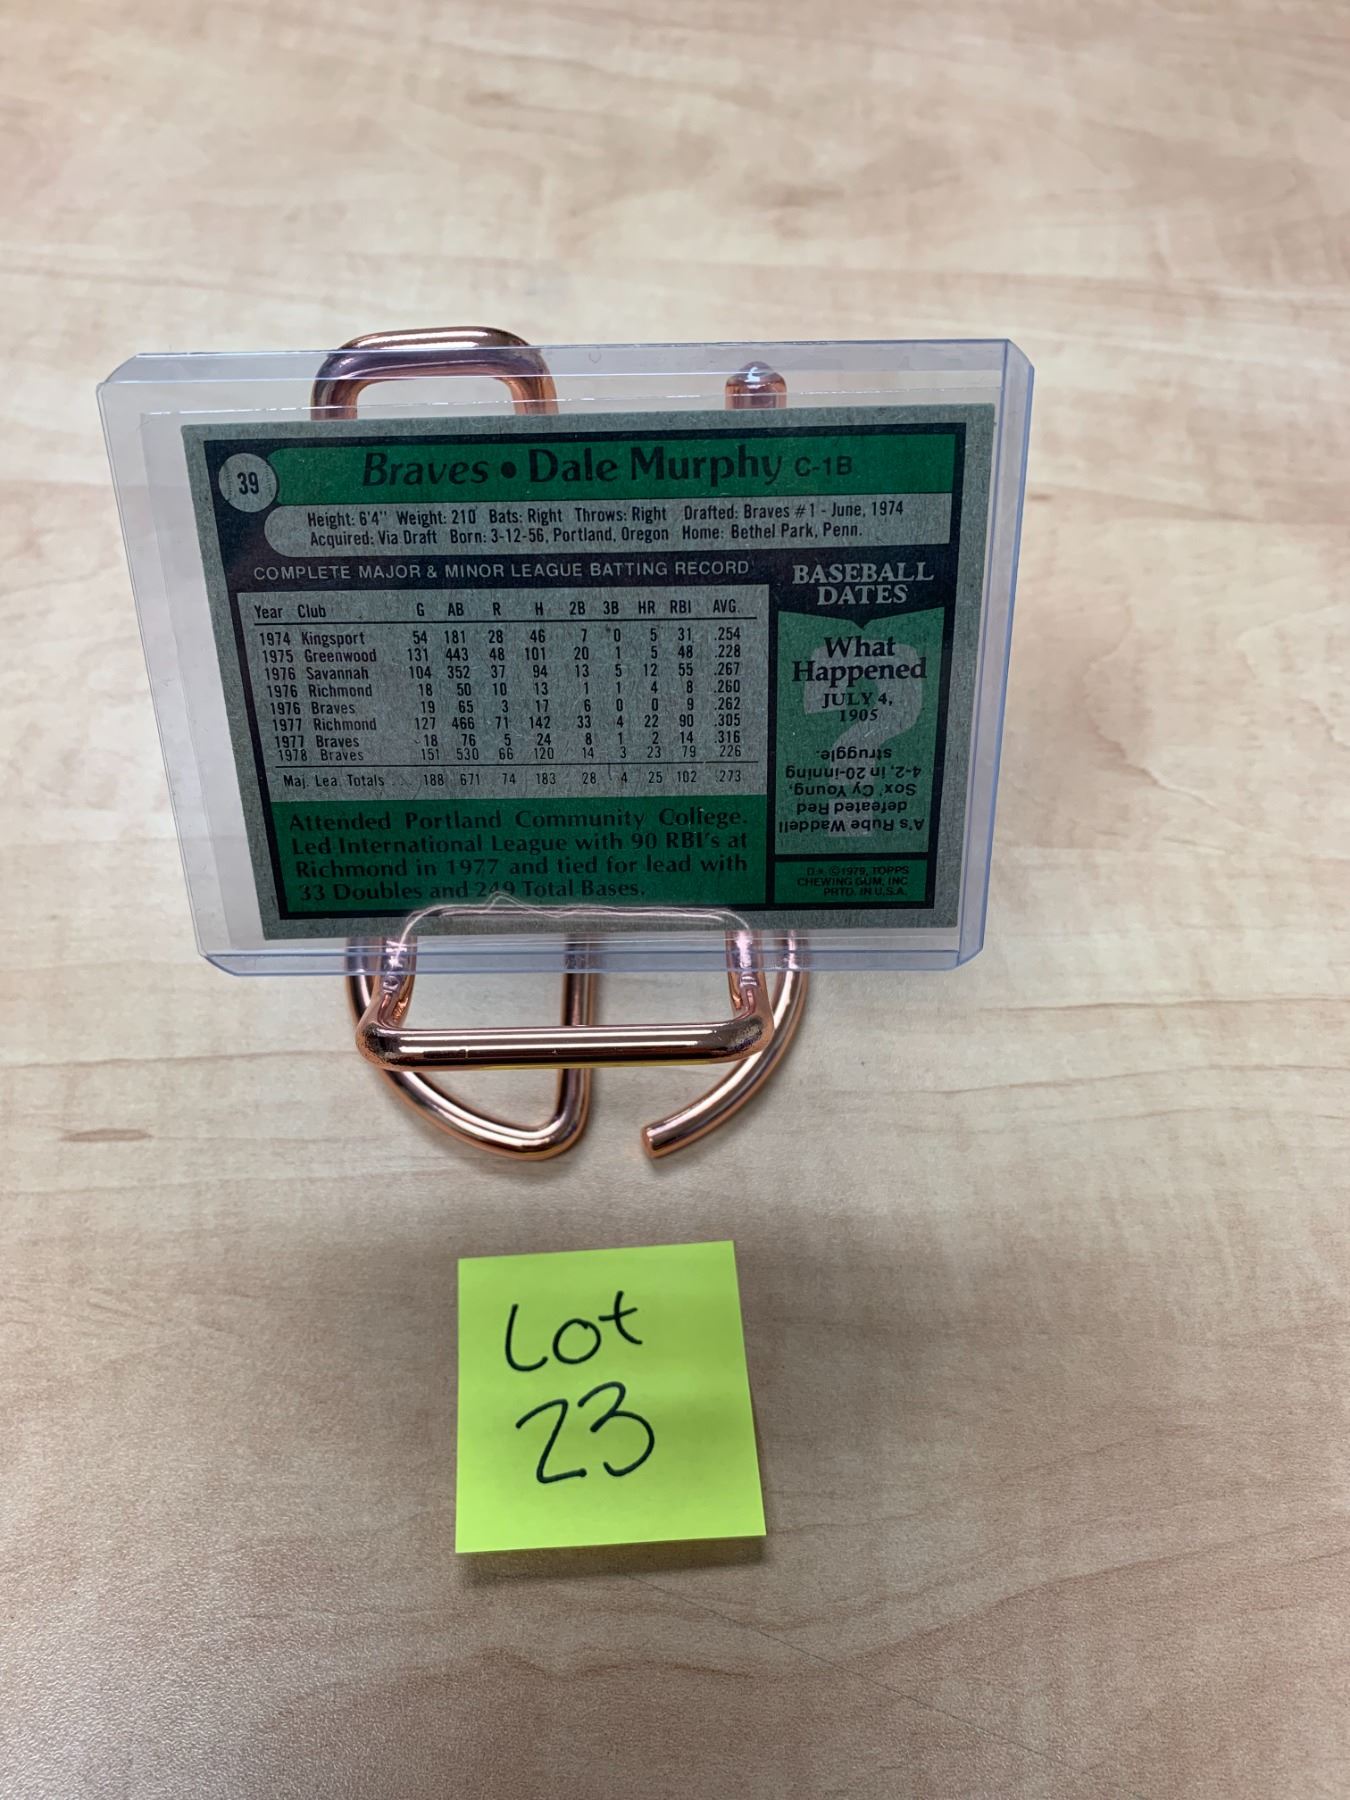 39
Braves • Dale Murphy C-1B
Height: 6'4" Weight: 210 Bats: Right Throws: Right Drafted: Braves #1 - June, 1974
Acquired: Via Draft Born: 3-12-56, Portland, Oregon Home: Bethel Park, Penn.
COMPLETE MAJOR & MINOR LEAGUE BATTING RECORD
Year Club G AB R H 2B 3B HR RBI AVG.
1974 Kingsport 54 181 28 46 7 0 5 31 .254
1975 Greenwood 131 443 48 101 20 1 5 48 .228
1976 Savannah 104 352 37 94 13 5 12 55 .267
1976 Richmond 18 50 10 13 1 1 4 8 .260
1976 Braves 19 65 3 17 6 0 0 9 .262
1977 Richmond 127 466 71 142 33 4 22 90 .305
1977 Braves 18 76 5 24 8 1 2 14 .316
1978 Braves 151 530 66 120 14 3 23 79 .226
Maj. Lea. Totals 188 671 74 183 28 4 25 102 .273
Attended Portland Community College.
Led International League with 90 RBI's at
Richmond in 1977 and tied for lead with
33 Doubles and 249 Total Bases.
BASEBALL
DATES
What
Happened
JULY 4,
1905
?
A's Rube Waddell
defeated Red
Sox' Cy Young,
4-2, in 20-inning
struggle.
D* © 1979, TOPPS
CHEWING GUM, INC.
PRTD. IN U.S.A.
Lot
23